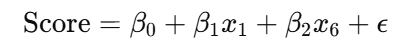 Score = β₀ + β₁x₁ + β₂x₆ + ϵ